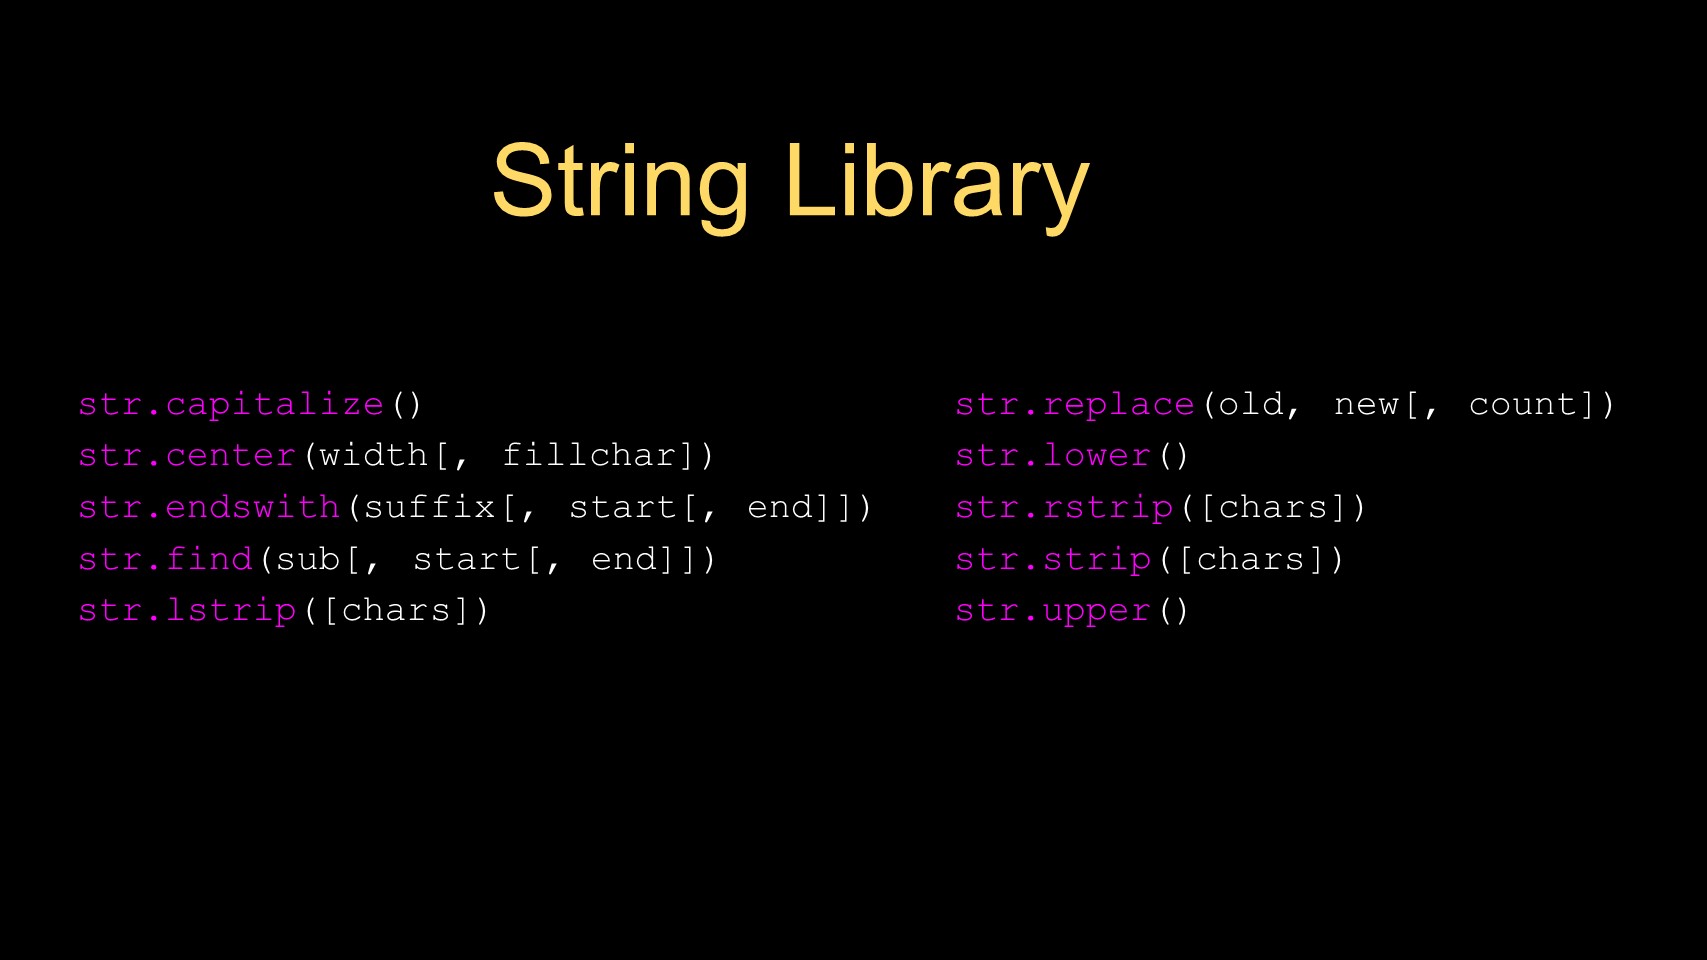 String Library
str.capitalize()
str.center(width[, fillchar])
str.endswith(suffix[, start[, end]])
str.find(sub[, start[, end]])
str.lstrip([chars])
str.replace(old, new[, count])
str.lower()
str.rstrip([chars])
str.strip([chars])
str.upper()